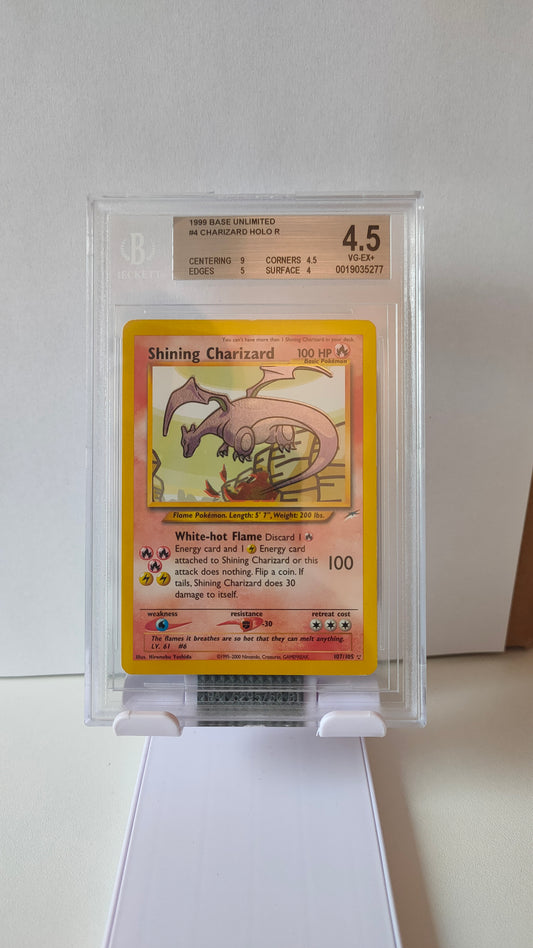 1999 BASE UNLIMITED
#4 CHARIZARD HOLO R
4.5
CENTERING 9 CORNERS 4.5 VG-EX+
EDGES 5 SURFACE 4 0019035277
B
BECKETT
You can't have more than 1 Shining Charizard in your deck.
Shining Charizard 100 HP
Basic Pokémon
Flame Pokémon. Length: 5' 7", Weight: 200 lbs.
White-hot Flame Discard 1
Energy card and 1 Energy card
attached to Shining Charizard or this
attack does nothing. Flip a coin. If
tails, Shining Charizard does 30
damage to itself.
100
weakness resistance retreat cost
-30
The flames it breathes are so hot that they can melt anything.
LV. 61 #6
Illus. Hironobu Yoshida ©1995-2000 Nintendo, Creatures, GAMEFREAK. 107/105